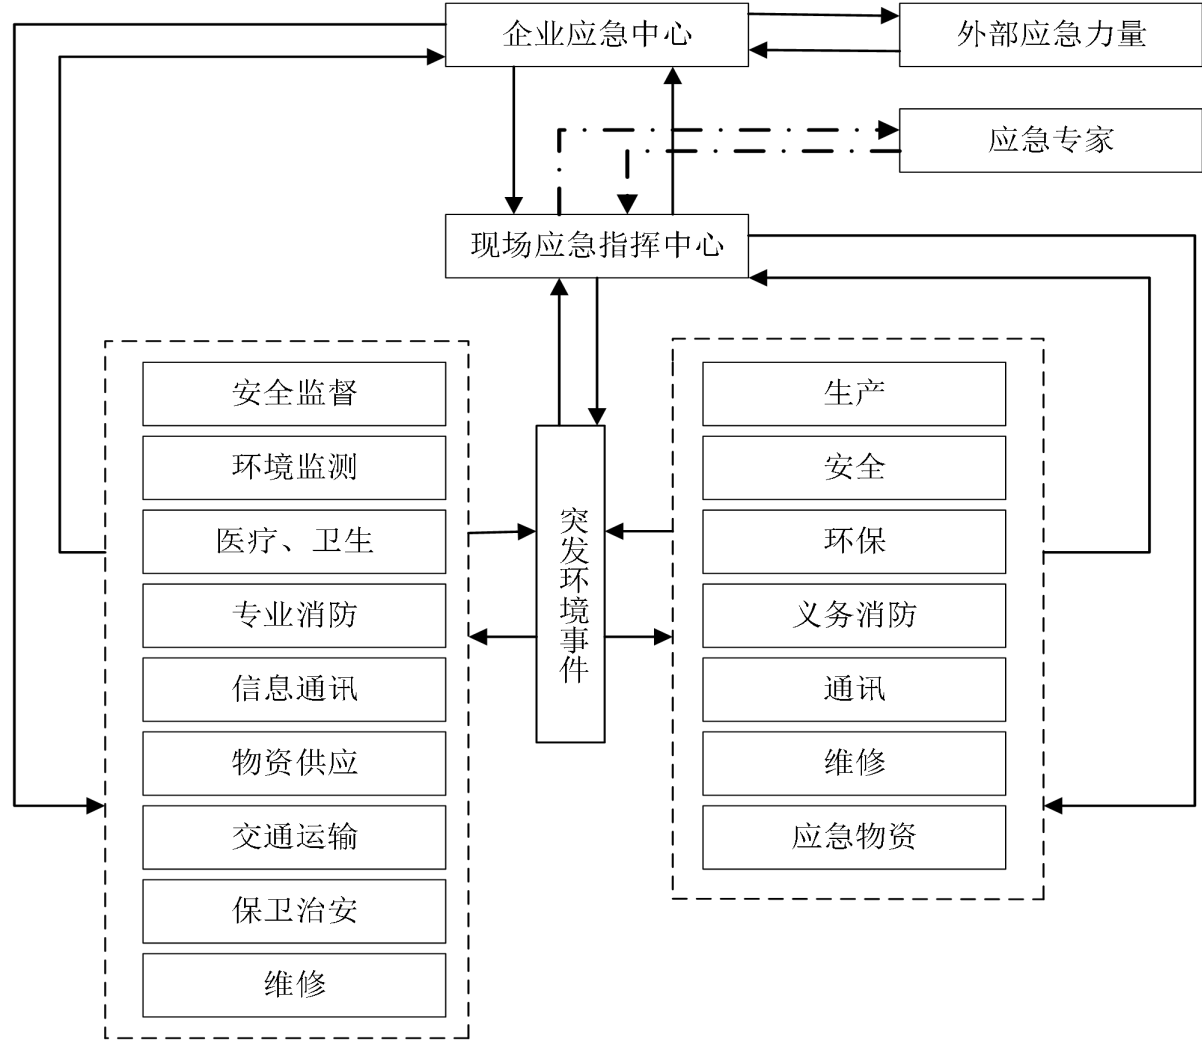 企业应急中心
外部应急力量
应急专家
现场应急指挥中心
安全监督
环境监测
医疗、卫生
专业消防
信息通讯
物资供应
交通运输
保卫治安
维修
突发环境事件
生产
安全
环保
义务消防
通讯
维修
应急物资